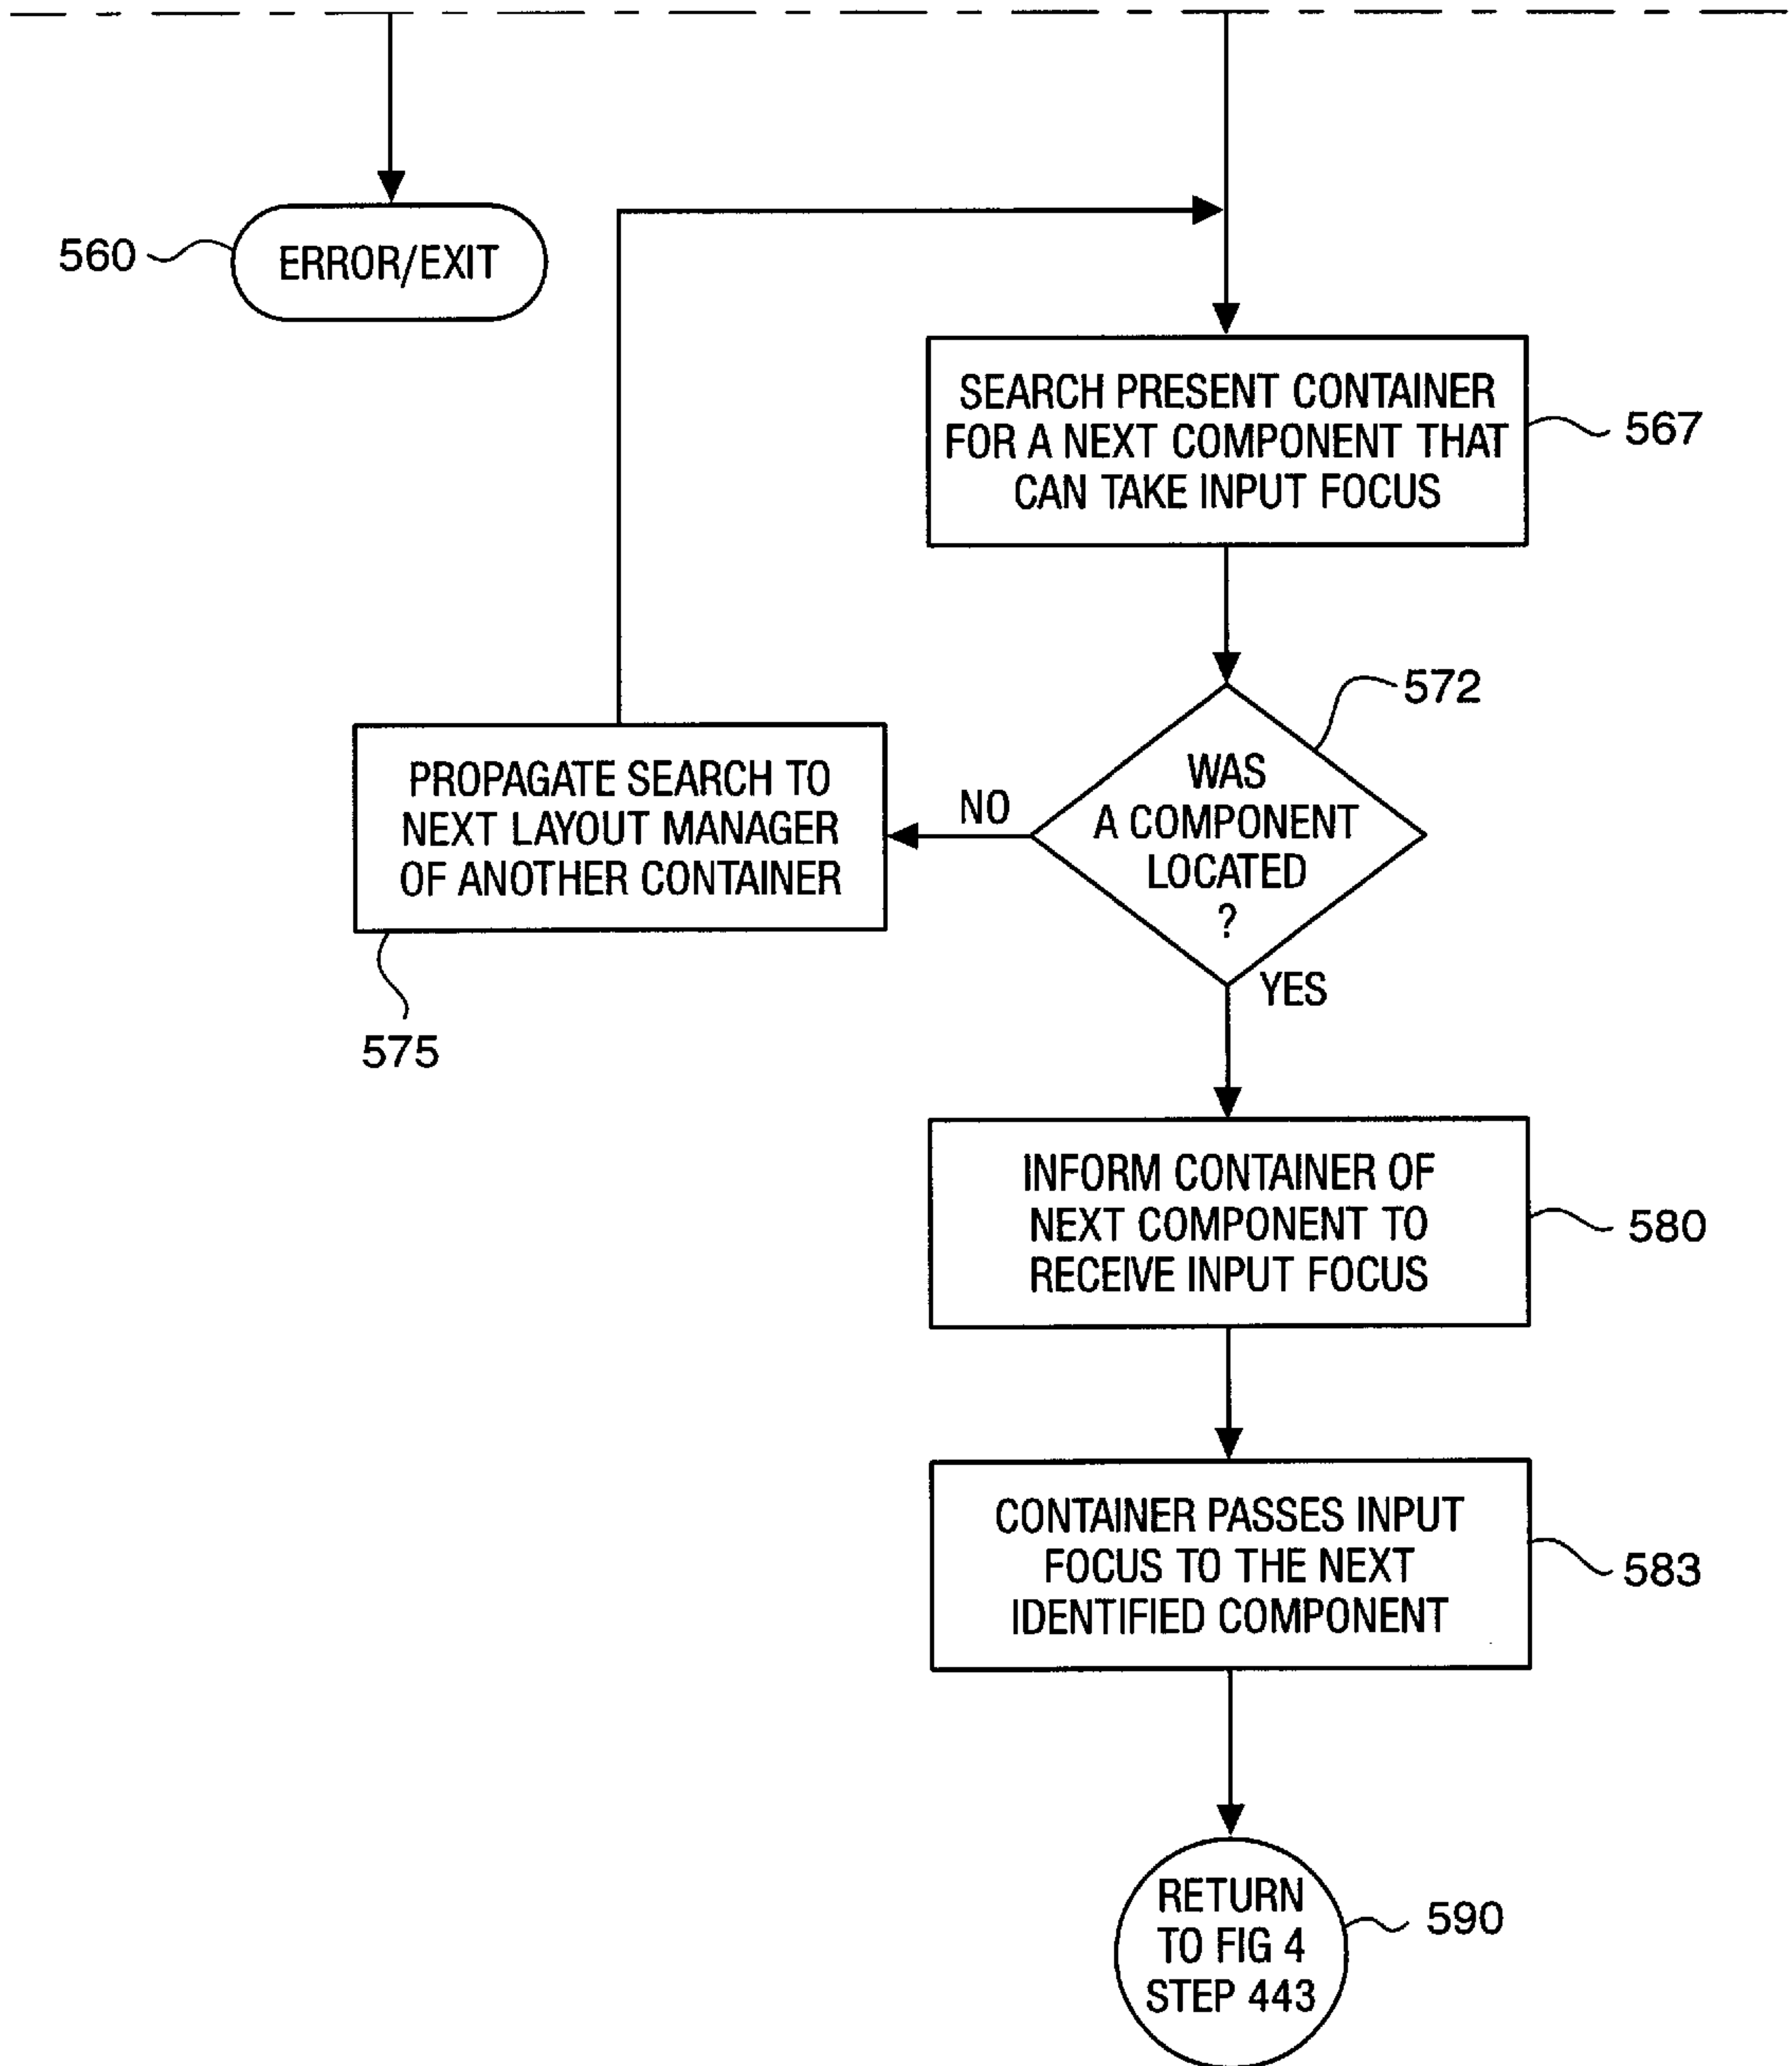 560
ERROR/EXIT
SEARCH PRESENT CONTAINER
FOR A NEXT COMPONENT THAT
CAN TAKE INPUT FOCUS
567
572
WAS
A COMPONENT
LOCATED
?
NO
PROPAGATE SEARCH TO
NEXT LAYOUT MANAGER
OF ANOTHER CONTAINER
575
YES
INFORM CONTAINER OF
NEXT COMPONENT TO
RECEIVE INPUT FOCUS
580
CONTAINER PASSES INPUT
FOCUS TO THE NEXT
IDENTIFIED COMPONENT
583
RETURN
TO FIG 4
STEP 443
590